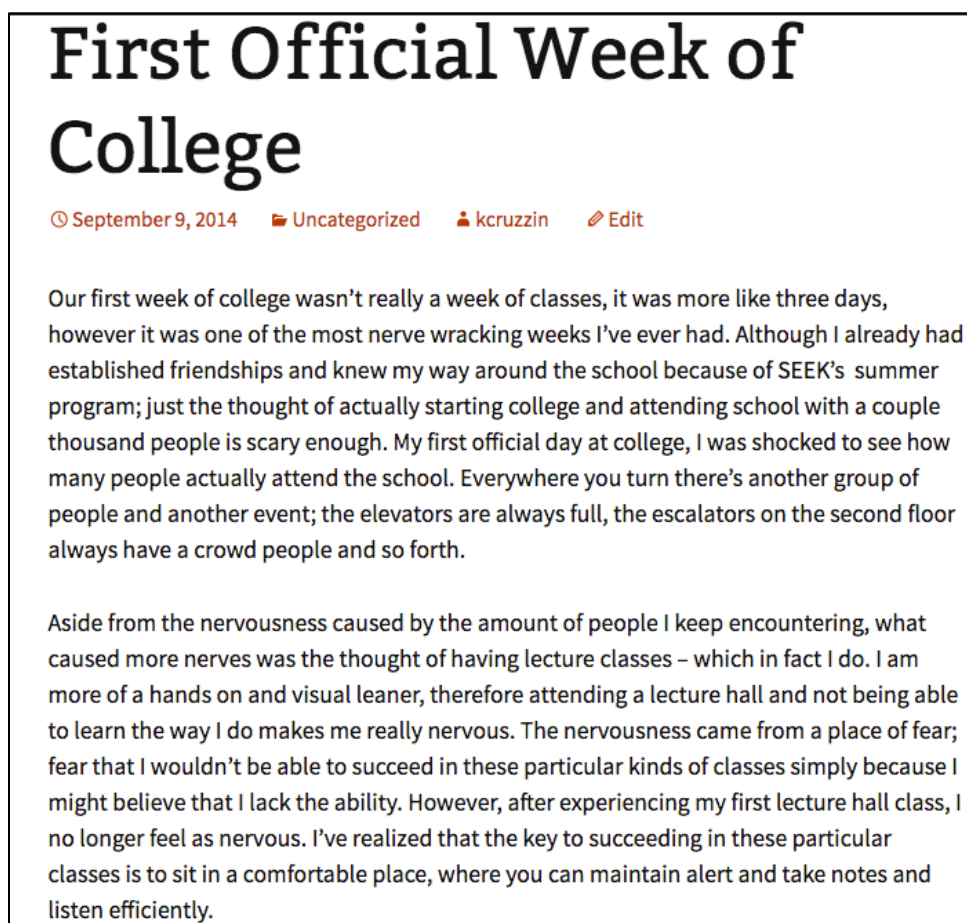 First Official Week of
College
September 9, 2014 Uncategorized kcruzzin Edit
Our first week of college wasn't really a week of classes, it was more like three days,
however it was one of the most nerve wracking weeks I've ever had. Although I already had
established friendships and knew my way around the school because of SEEK's  summer
program; just the thought of actually starting college and attending school with a couple
thousand people is scary enough. My first official day at college, I was shocked to see how
many people actually attend the school. Everywhere you turn there's another group of
people and another event; the elevators are always full, the escalators on the second floor
always have a crowd people and so forth.
Aside from the nervousness caused by the amount of people I keep encountering, what
caused more nerves was the thought of having lecture classes – which in fact I do. I am
more of a hands on and visual leaner, therefore attending a lecture hall and not being able
to learn the way I do makes me really nervous. The nervousness came from a place of fear;
fear that I wouldn't be able to succeed in these particular kinds of classes simply because I
might believe that I lack the ability. However, after experiencing my first lecture hall class, I
no longer feel as nervous. I've realized that the key to succeeding in these particular
classes is to sit in a comfortable place, where you can maintain alert and take notes and
listen efficiently.